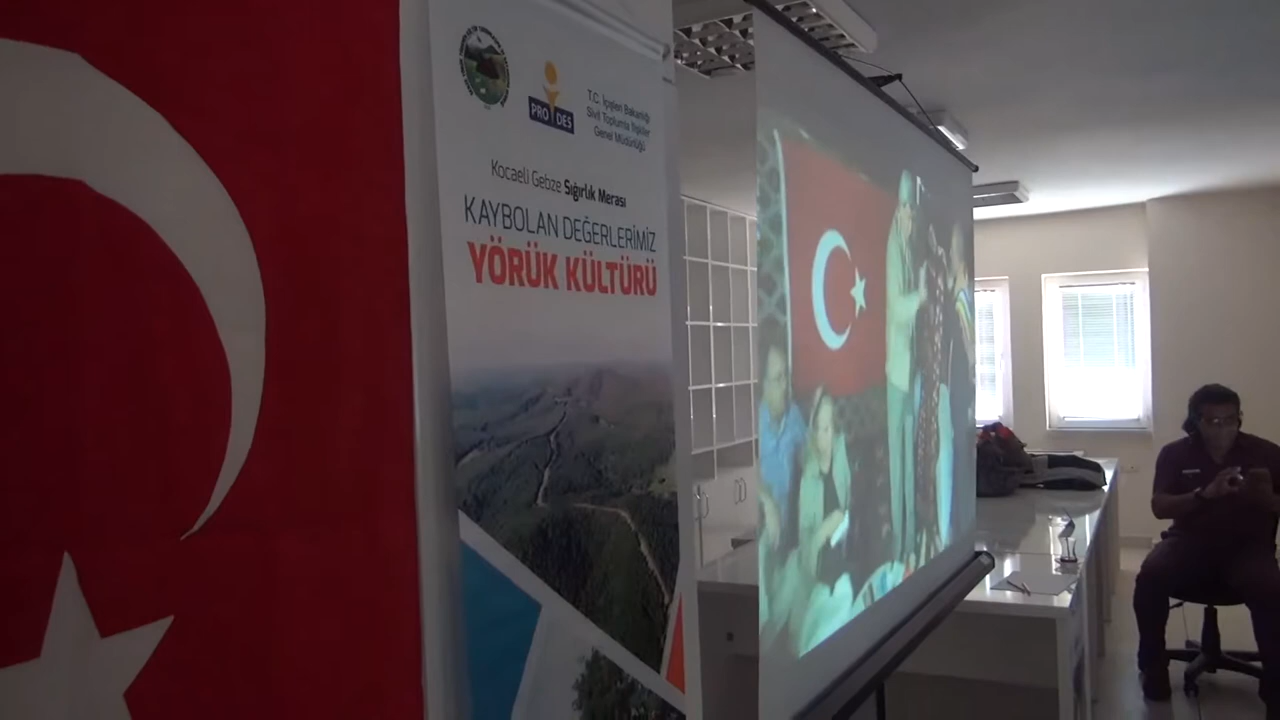 PRO DES
T.C. İçişleri Bakanlığı
Sivil Toplumla İlişkiler
Genel Müdürlüğü
Kocaeli Gebze Sığırlık Merası
KAYBOLAN DEĞERLERİMİZ
YÖRÜK KÜLTÜRÜ